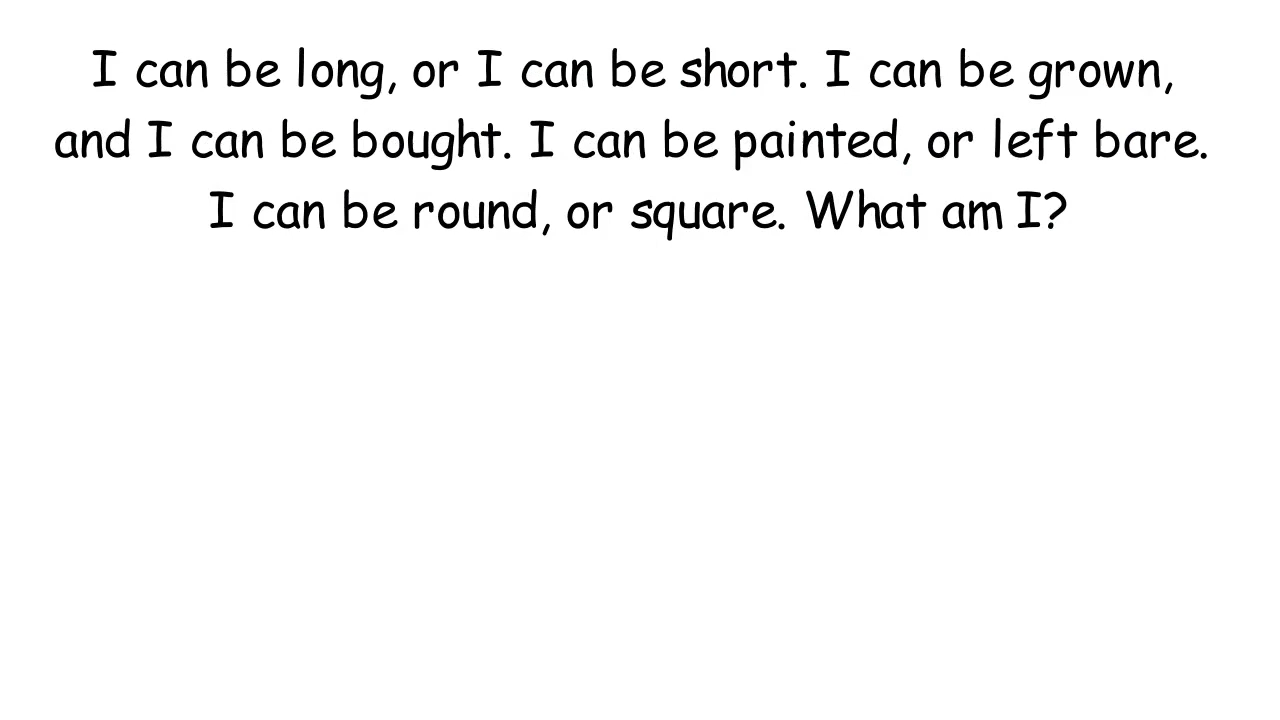 I can be long, or I can be short. I can be grown,
and I can be bought. I can be painted, or left bare.
I can be round, or square. What am I?